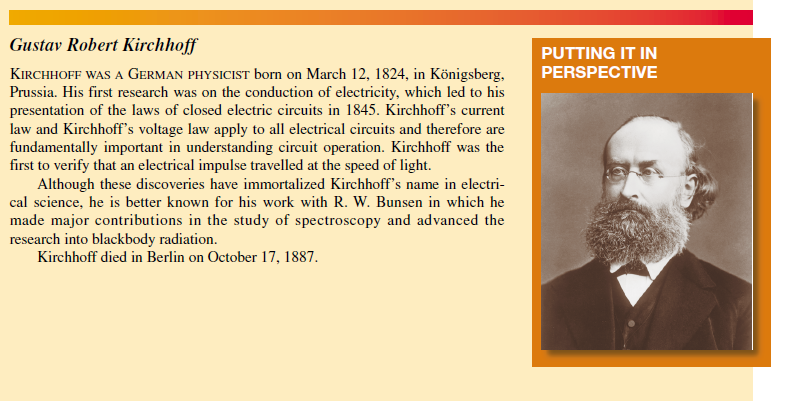 Gustav Robert Kirchhoff
PUTTING IT IN
PERSPECTIVE
KIRCHHOFF WAS A GERMAN PHYSICIST born on March 12, 1824, in Königsberg,
Prussia. His first research was on the conduction of electricity, which led to his
presentation of the laws of closed electric circuits in 1845. Kirchhoff’s current
law and Kirchhoff’s voltage law apply to all electrical circuits and therefore are
fundamentally important in understanding circuit operation. Kirchhoff was the
first to verify that an electrical impulse travelled at the speed of light.
Although these discoveries have immortalized Kirchhoff’s name in electri-
cal science, he is better known for his work with R. W. Bunsen in which he
made major contributions in the study of spectroscopy and advanced the
research into blackbody radiation.
Kirchhoff died in Berlin on October 17, 1887.